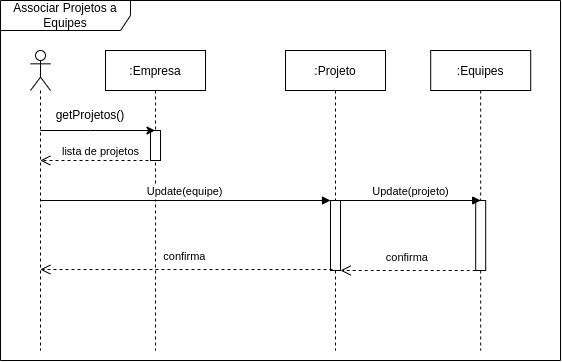 Associar Projetos a
Equipes
:Empresa
:Projeto
:Equipes
getProjetos()
lista de projetos
Update(equipe)
Update(projeto)
confirma
confirma